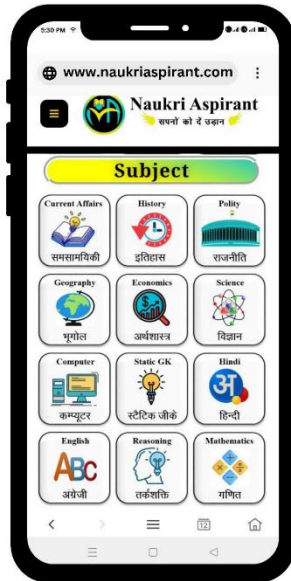 5:30 PM
www.naukriaspirant.com
Naukri Aspirant
सपनों को दें उड़ान
Subject
Current Affairs History Polity
समसामयिकी इतिहास राजनीति
Geography Economics Science
भूगोल अर्थशास्त्र विज्ञान
Computer Static GK Hindi
अ
कम्प्यूटर स्टैटिक जीके हिन्दी
English Reasoning Mathematics
ABC
अंग्रेजी तर्कशक्ति गणित
12